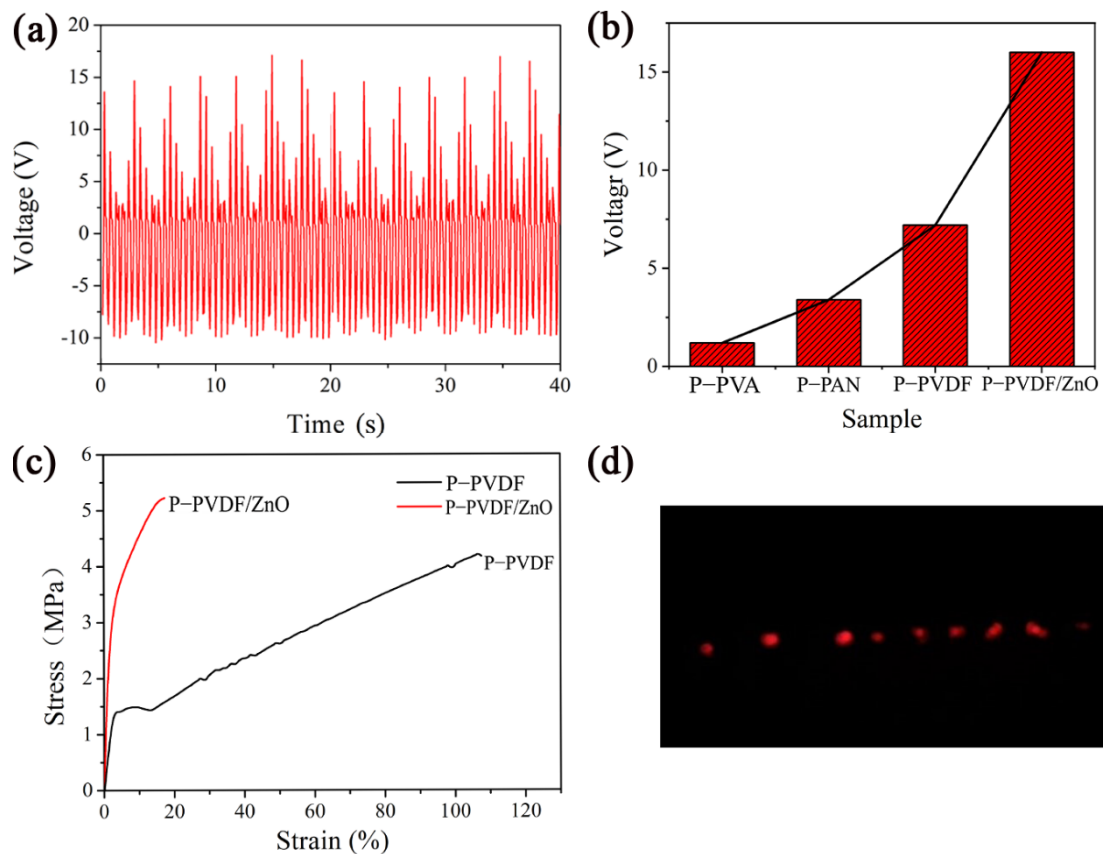 (a)
20
15
10
5
0
-5
-10
Voltage (V)
0 10 20 30 40
Time (s)
(b)
15
10
5
0
Voltagr (V)
P-PVA P-PAN P-PVDF P-PVDF/ZnO
Sample
(c)
6
5
4
3
2
1
0
Stress (MPa)
P-PVDF
P-PVDF/ZnO
P-PVDF/ZnO
P-PVDF
0 20 40 60 80 100 120
Strain (%)
(d)